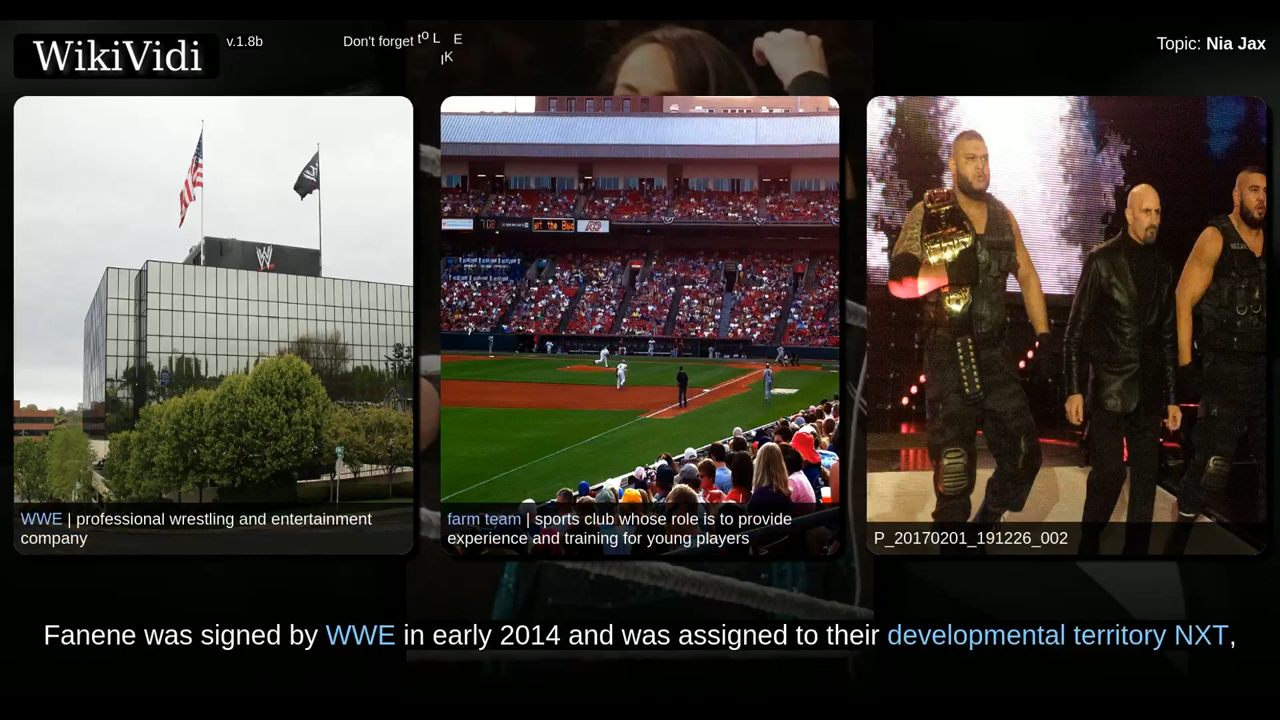 WikiVidi
v.1.8b
Don't forget to LIKE
Topic: Nia Jax
WWE | professional wrestling and entertainment
company
farm team | sports club whose role is to provide
experience and training for young players
P_20170201_191226_002
Fanene was signed by WWE in early 2014 and was assigned to their developmental territory NXT,